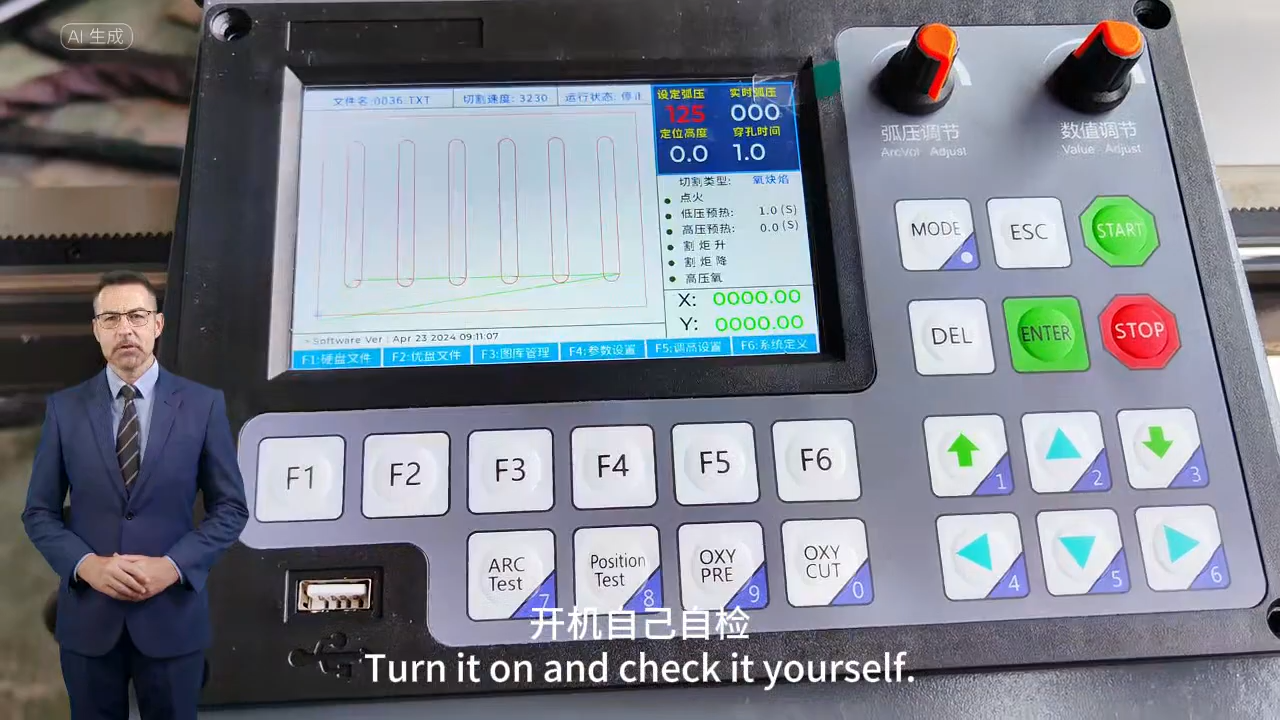 AI 生成
文件名:0036.TXT 切割速度: 3230 运行状态: 停止
设定弧压 实时弧压
125 000
定位高度 穿孔时间
0.0 1.0
切割类型: 氧炔焰
点火
低压预热: 1.0 (S)
高压预热: 0.0 (S)
割 炬 升
割 炬 降
高压氧
X: 0000.00
Y: 0000.00
~Software Ver : Apr 23 2024 09:11:07
F1:硬盘文件 F2:优盘文件 F3:图库管理 F4:参数设置 F5:调高设置 F6:系统定义
弧压调节
ArcVol Adjust
数值调节
Value Adjust
MODE ESC START
DEL ENTER STOP
1 2 3
4 5 6
F1 F2 F3 F4 F5 F6
ARC
Test 7
Position
Test 8
OXY
PRE 9
OXY
CUT 0
开机自己自检
Turn it on and check it yourself.